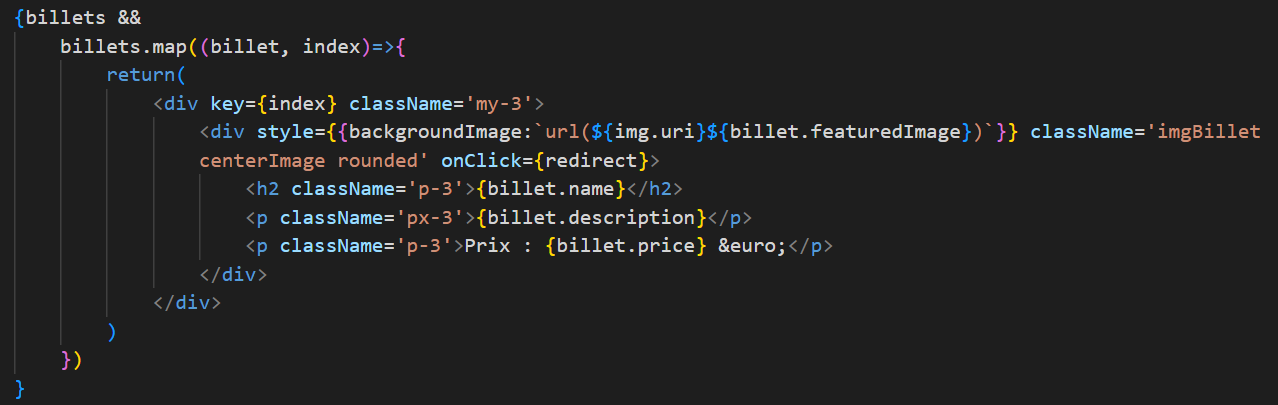 {billets &&
    billets.map((billet, index)=>{
        return(
            <div key={index} className='my-3'>
                <div style={{backgroundImage:`url(${img.uri}${billet.featuredImage})`}} className='imgBillet
                centerImage rounded' onClick={redirect}>
                    <h2 className='p-3'>{billet.name}</h2>
                    <p className='px-3'>{billet.description}</p>
                    <p className='p-3'>Prix : {billet.price} &euro;</p>
                </div>
            </div>
        )
    })
}